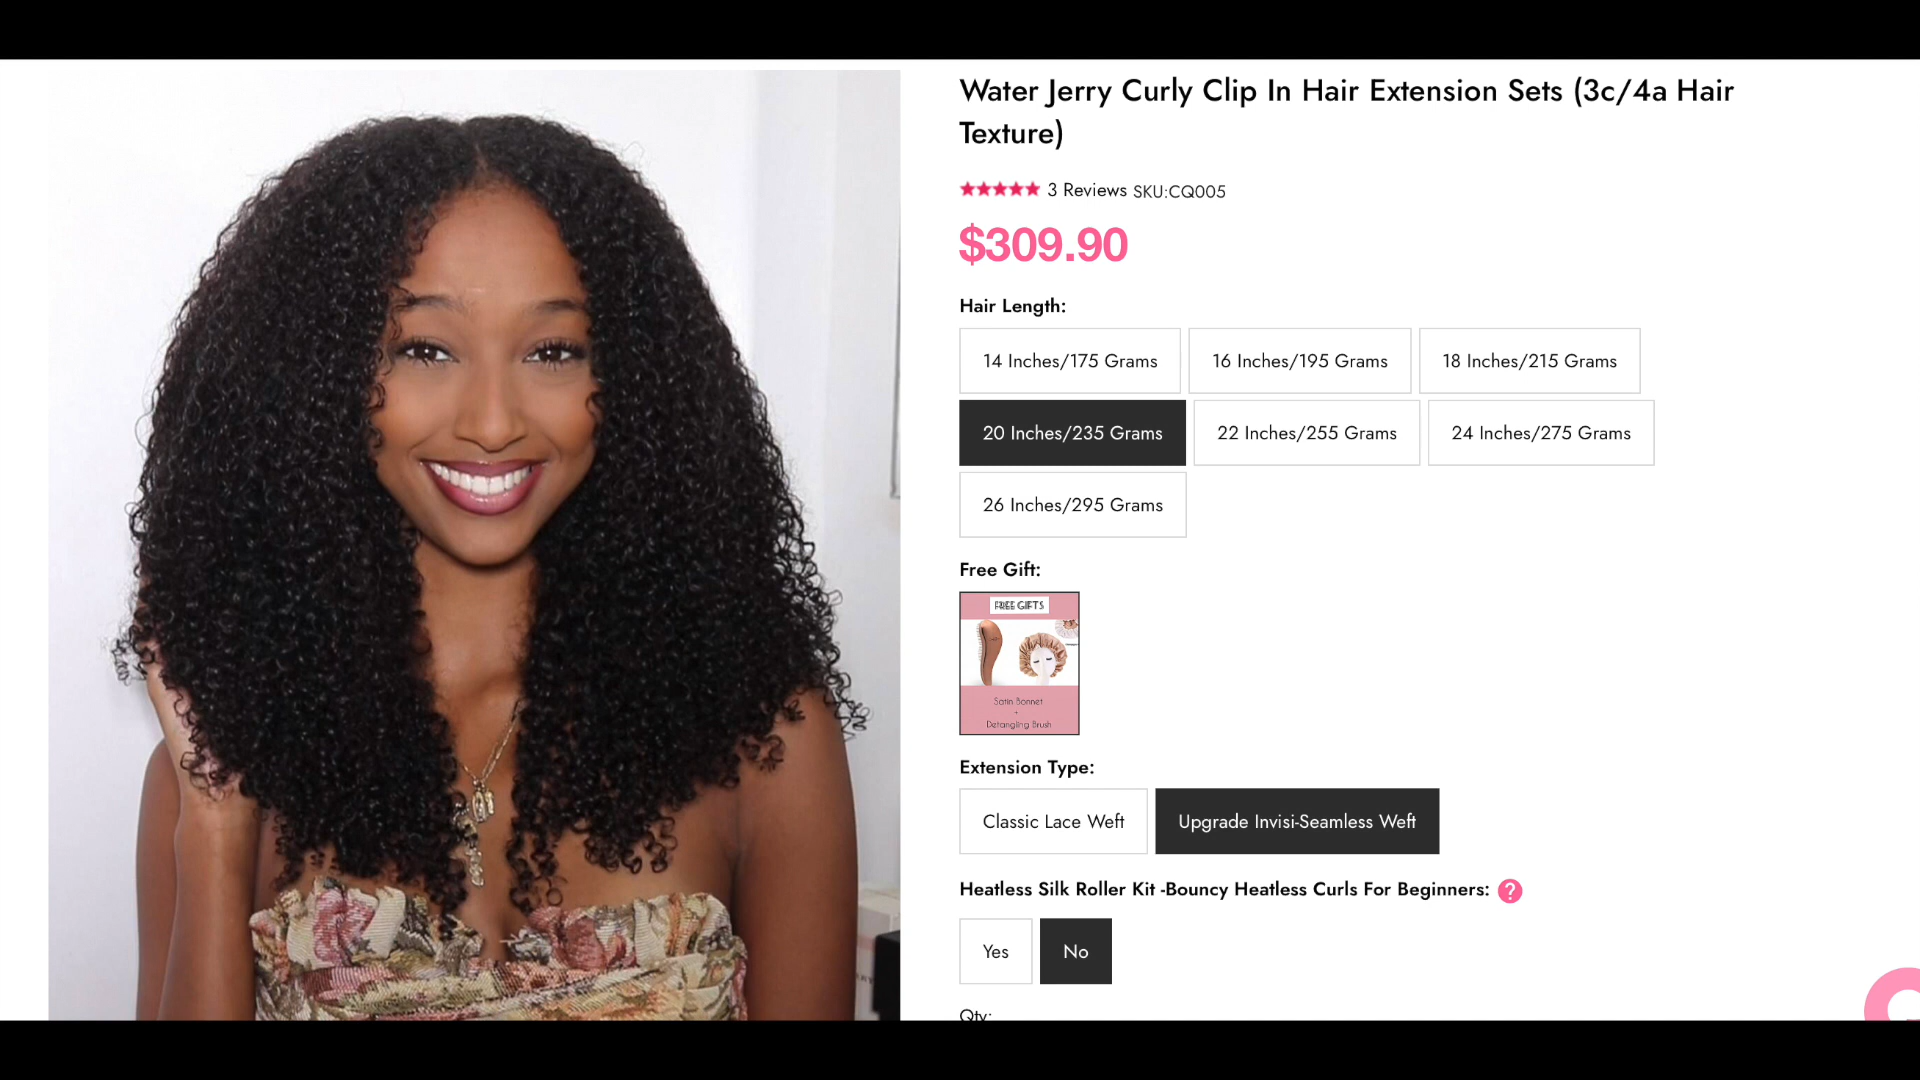 Water Jerry Curly Clip In Hair Extension Sets (3c/4a Hair
Texture)
3 Reviews SKU:CQ005
$309.90
Hair Length:
14 Inches/175 Grams
16 Inches/195 Grams
18 Inches/215 Grams
20 Inches/235 Grams
22 Inches/255 Grams
24 Inches/275 Grams
26 Inches/295 Grams
Free Gift:
FREE GIFTS
Satin Bonnet
+
Detangling Brush
Extension Type:
Classic Lace Weft
Upgrade Invisi-Seamless Weft
Heatless Silk Roller Kit -Bouncy Heatless Curls For Beginners: ?
Yes
No
Qty: